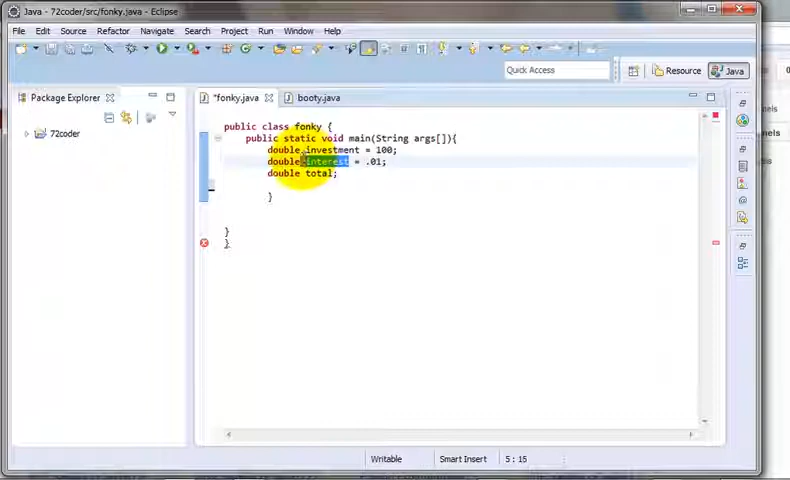 Java - 72coder/src/fonky.java - Eclipse
File Edit Source Refactor Navigate Search Project Run Window Help
Quick Access
Resource
Java
Package Explorer
*fonky.java
booty.java
72coder
public class fonky {
public static void main(String args[]){
double investment = 100;
double interest = .01;
double total;
}
}
}
Writable
Smart Insert
5 : 15
nels
nels